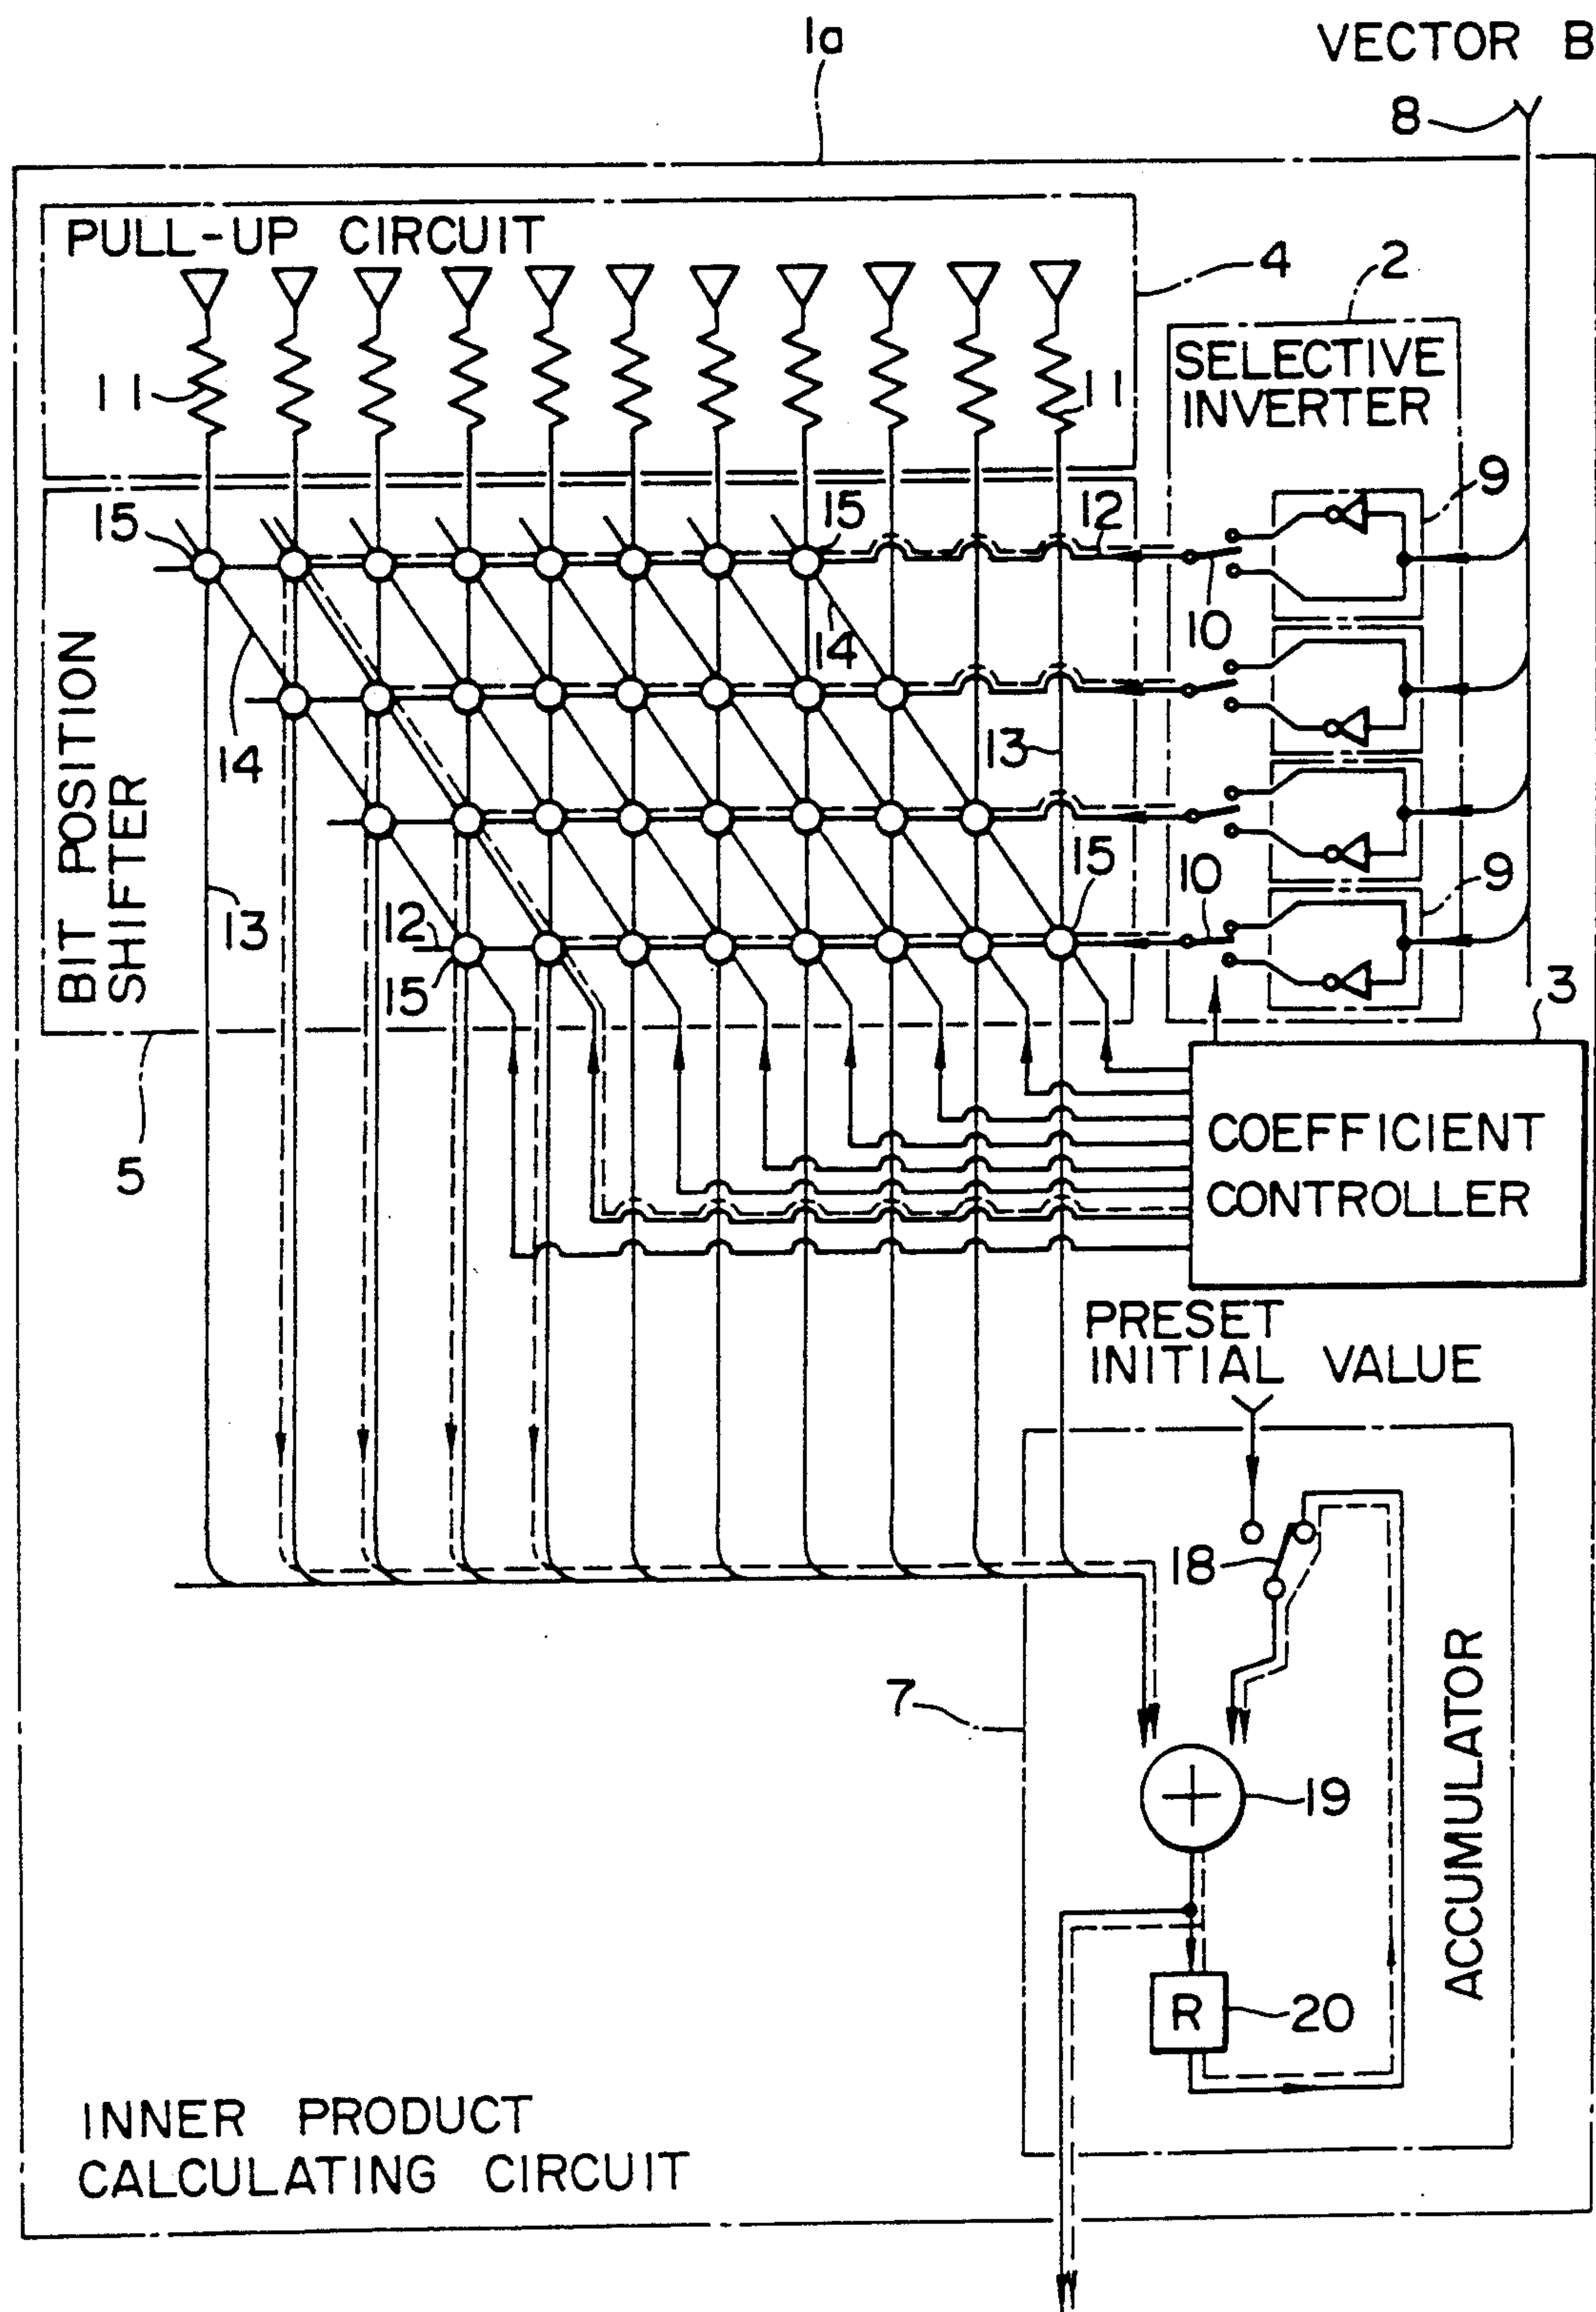 1a
VECTOR B
8
PULL-UP CIRCUIT
4
2
11
11
SELECTIVE
INVERTER
9
15
15
12
10
14
14
13
BIT POSITION
SHIFTER
13
12
15
15
10
9
3
5
COEFFICIENT
CONTROLLER
PRESET
INITIAL VALUE
18
7
19
ACCUMULATOR
R
20
INNER PRODUCT
CALCULATING CIRCUIT